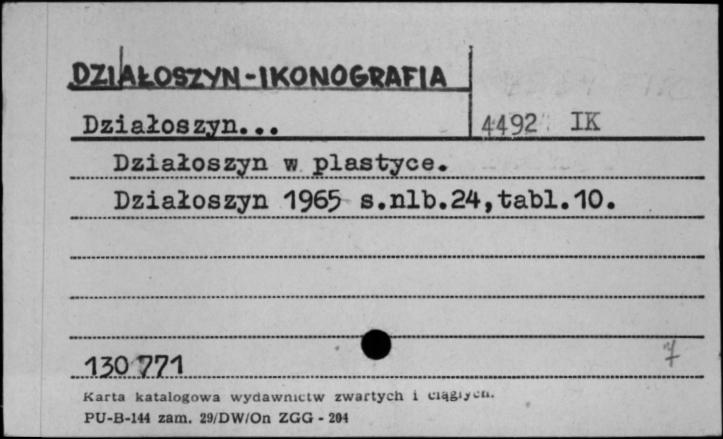 DZIAŁOSZYN-IKONOGRAFIA
Działoszyn... 4492 IK
Działoszyn w plastyce.
Działoszyn 1965 s.nlb.24,tabl.10.
130 771 7
Karta katalogowa wydawnictw zwartych i ciągłych.
PU-B-144 zam. 29/DW/On ZGG - 204